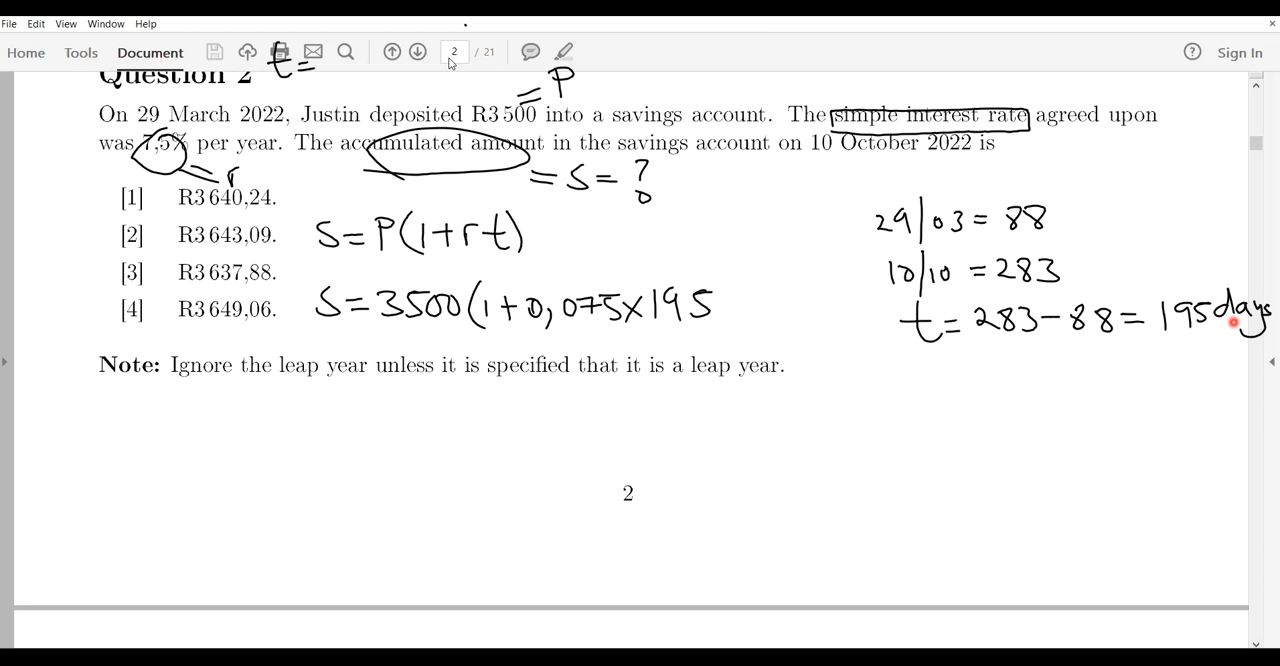 File Edit View Window Help
Home Tools Document 2 / 21 Sign In
Question 2 t =
= P
On 29 March 2022, Justin deposited R3 500 into a savings account. The simple interest rate agreed upon
was 7,5% per year. The accumulated amount in the savings account on 10 October 2022 is
= r
= S = ?
[1] R3 640,24.
[2] R3 643,09.
[3] R3 637,88.
[4] R3 649,06.
S = P(1 + rt)
S = 3500(1 + 0,075 × 195
29/03 = 88
10/10 = 283
t = 283 - 88 = 195 days
Note: Ignore the leap year unless it is specified that it is a leap year.
2